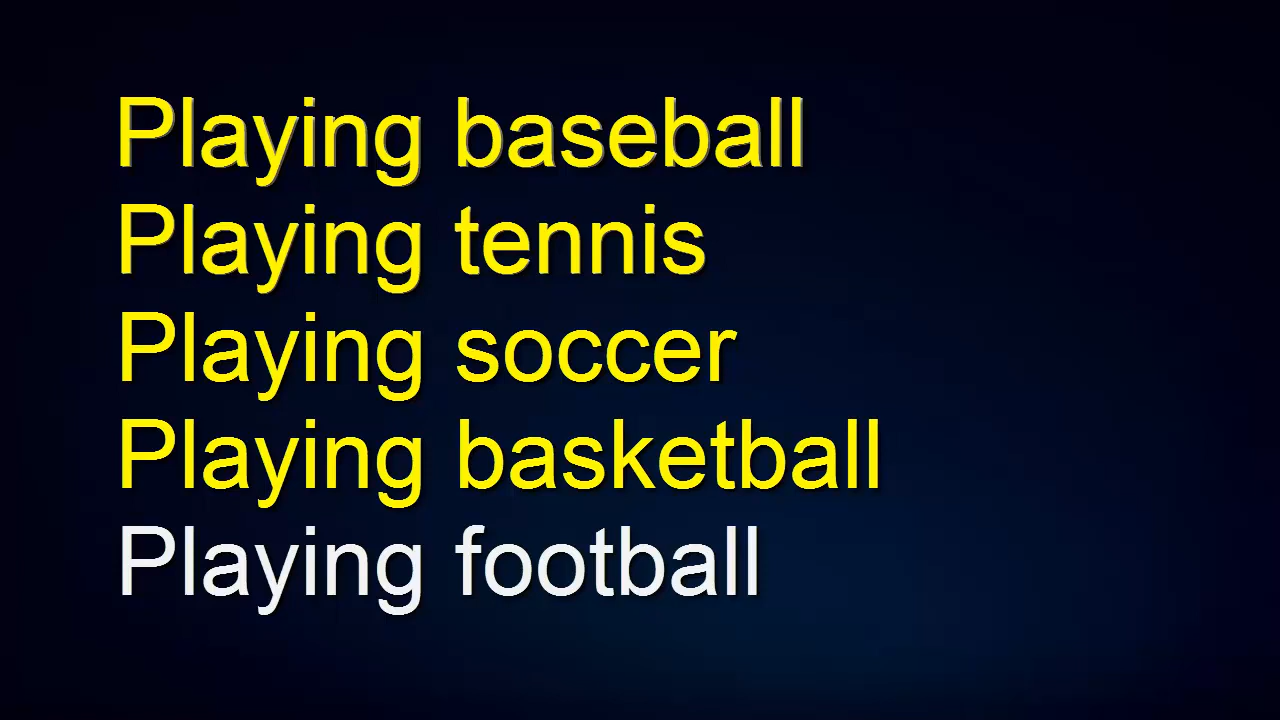 Playing baseball
Playing tennis
Playing soccer
Playing basketball
Playing football